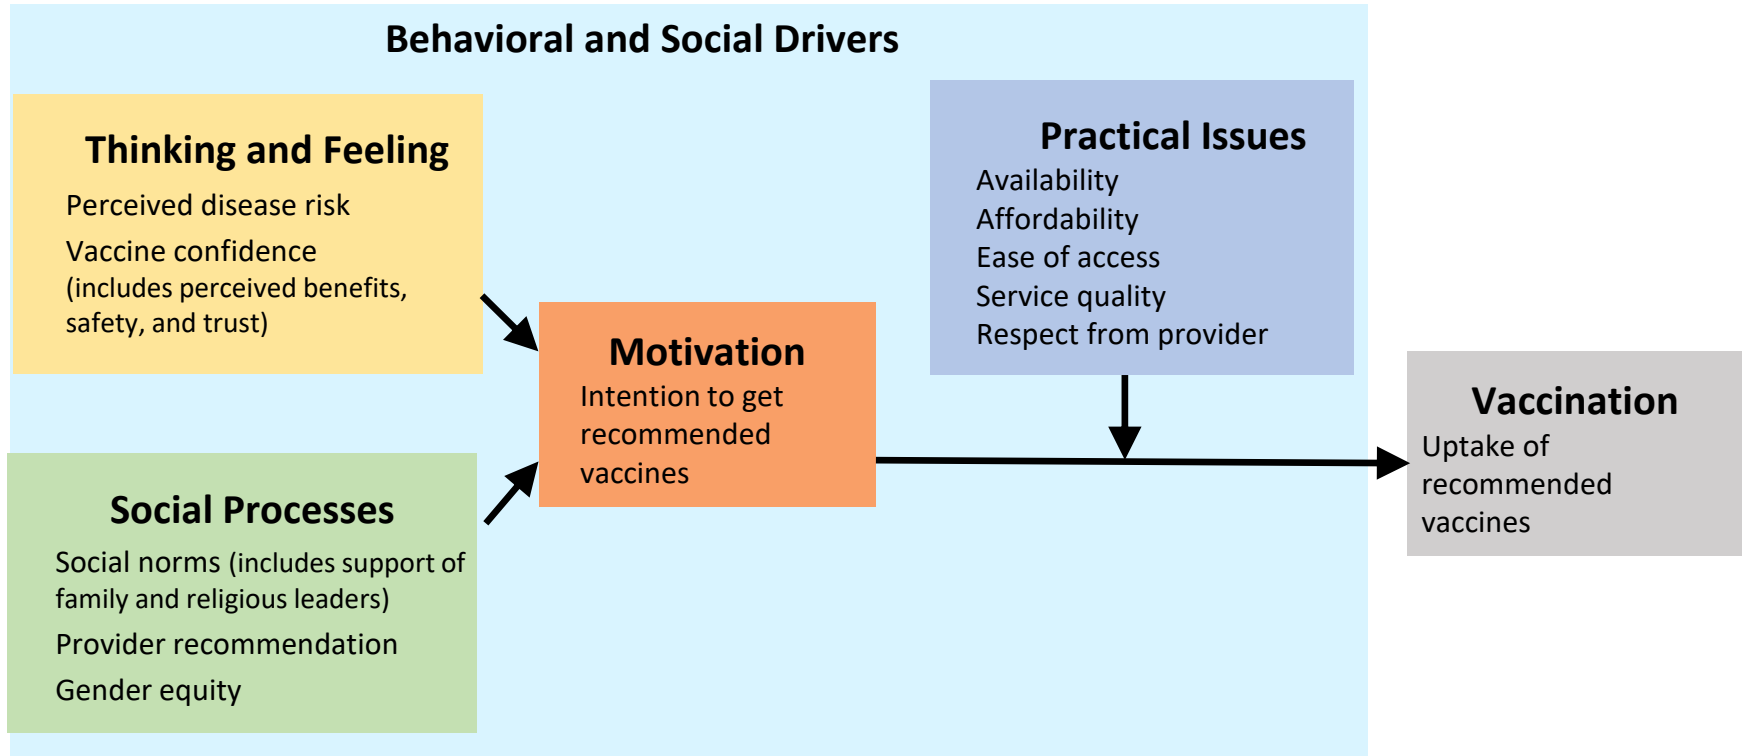 Behavioral and Social Drivers
Thinking and Feeling
Perceived disease risk
Vaccine confidence
(includes perceived benefits,
safety, and trust)
Social Processes
Social norms (includes support of
family and religious leaders)
Provider recommendation
Gender equity
Motivation
Intention to get
recommended
vaccines
Practical Issues
Availability
Affordability
Ease of access
Service quality
Respect from provider
Vaccination
Uptake of
recommended
vaccines